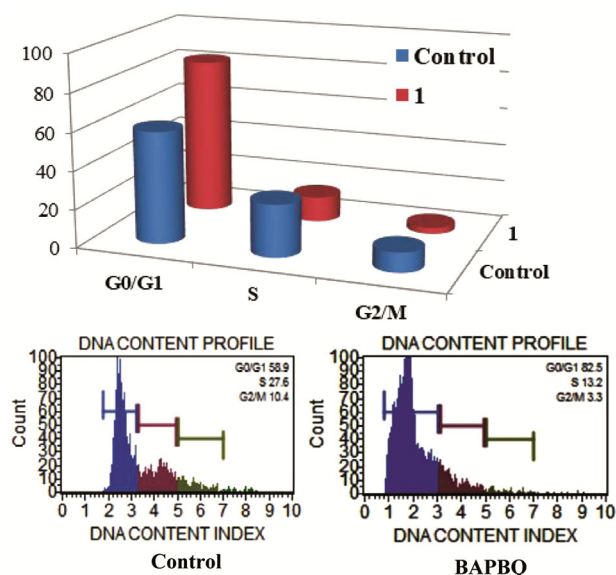 100
80
60
40
20
0
Control
1
G0/G1
S
G2/M
1
Control
DNA CONTENT PROFILE
100
90
80
70
60
50
40
30
20
10
0
Count
G0/G1 58.9
S 27.6
G2/M 10.4
0 1 2 3 4 5 6 7 8 9 10
DNA CONTENT INDEX
Control
DNA CONTENT PROFILE
100
90
80
70
60
50
40
30
20
10
0
Count
G0/G1 82.5
S 13.2
G2/M 3.3
0 1 2 3 4 5 6 7 8 9 10
DNA CONTENT INDEX
BAPBQ